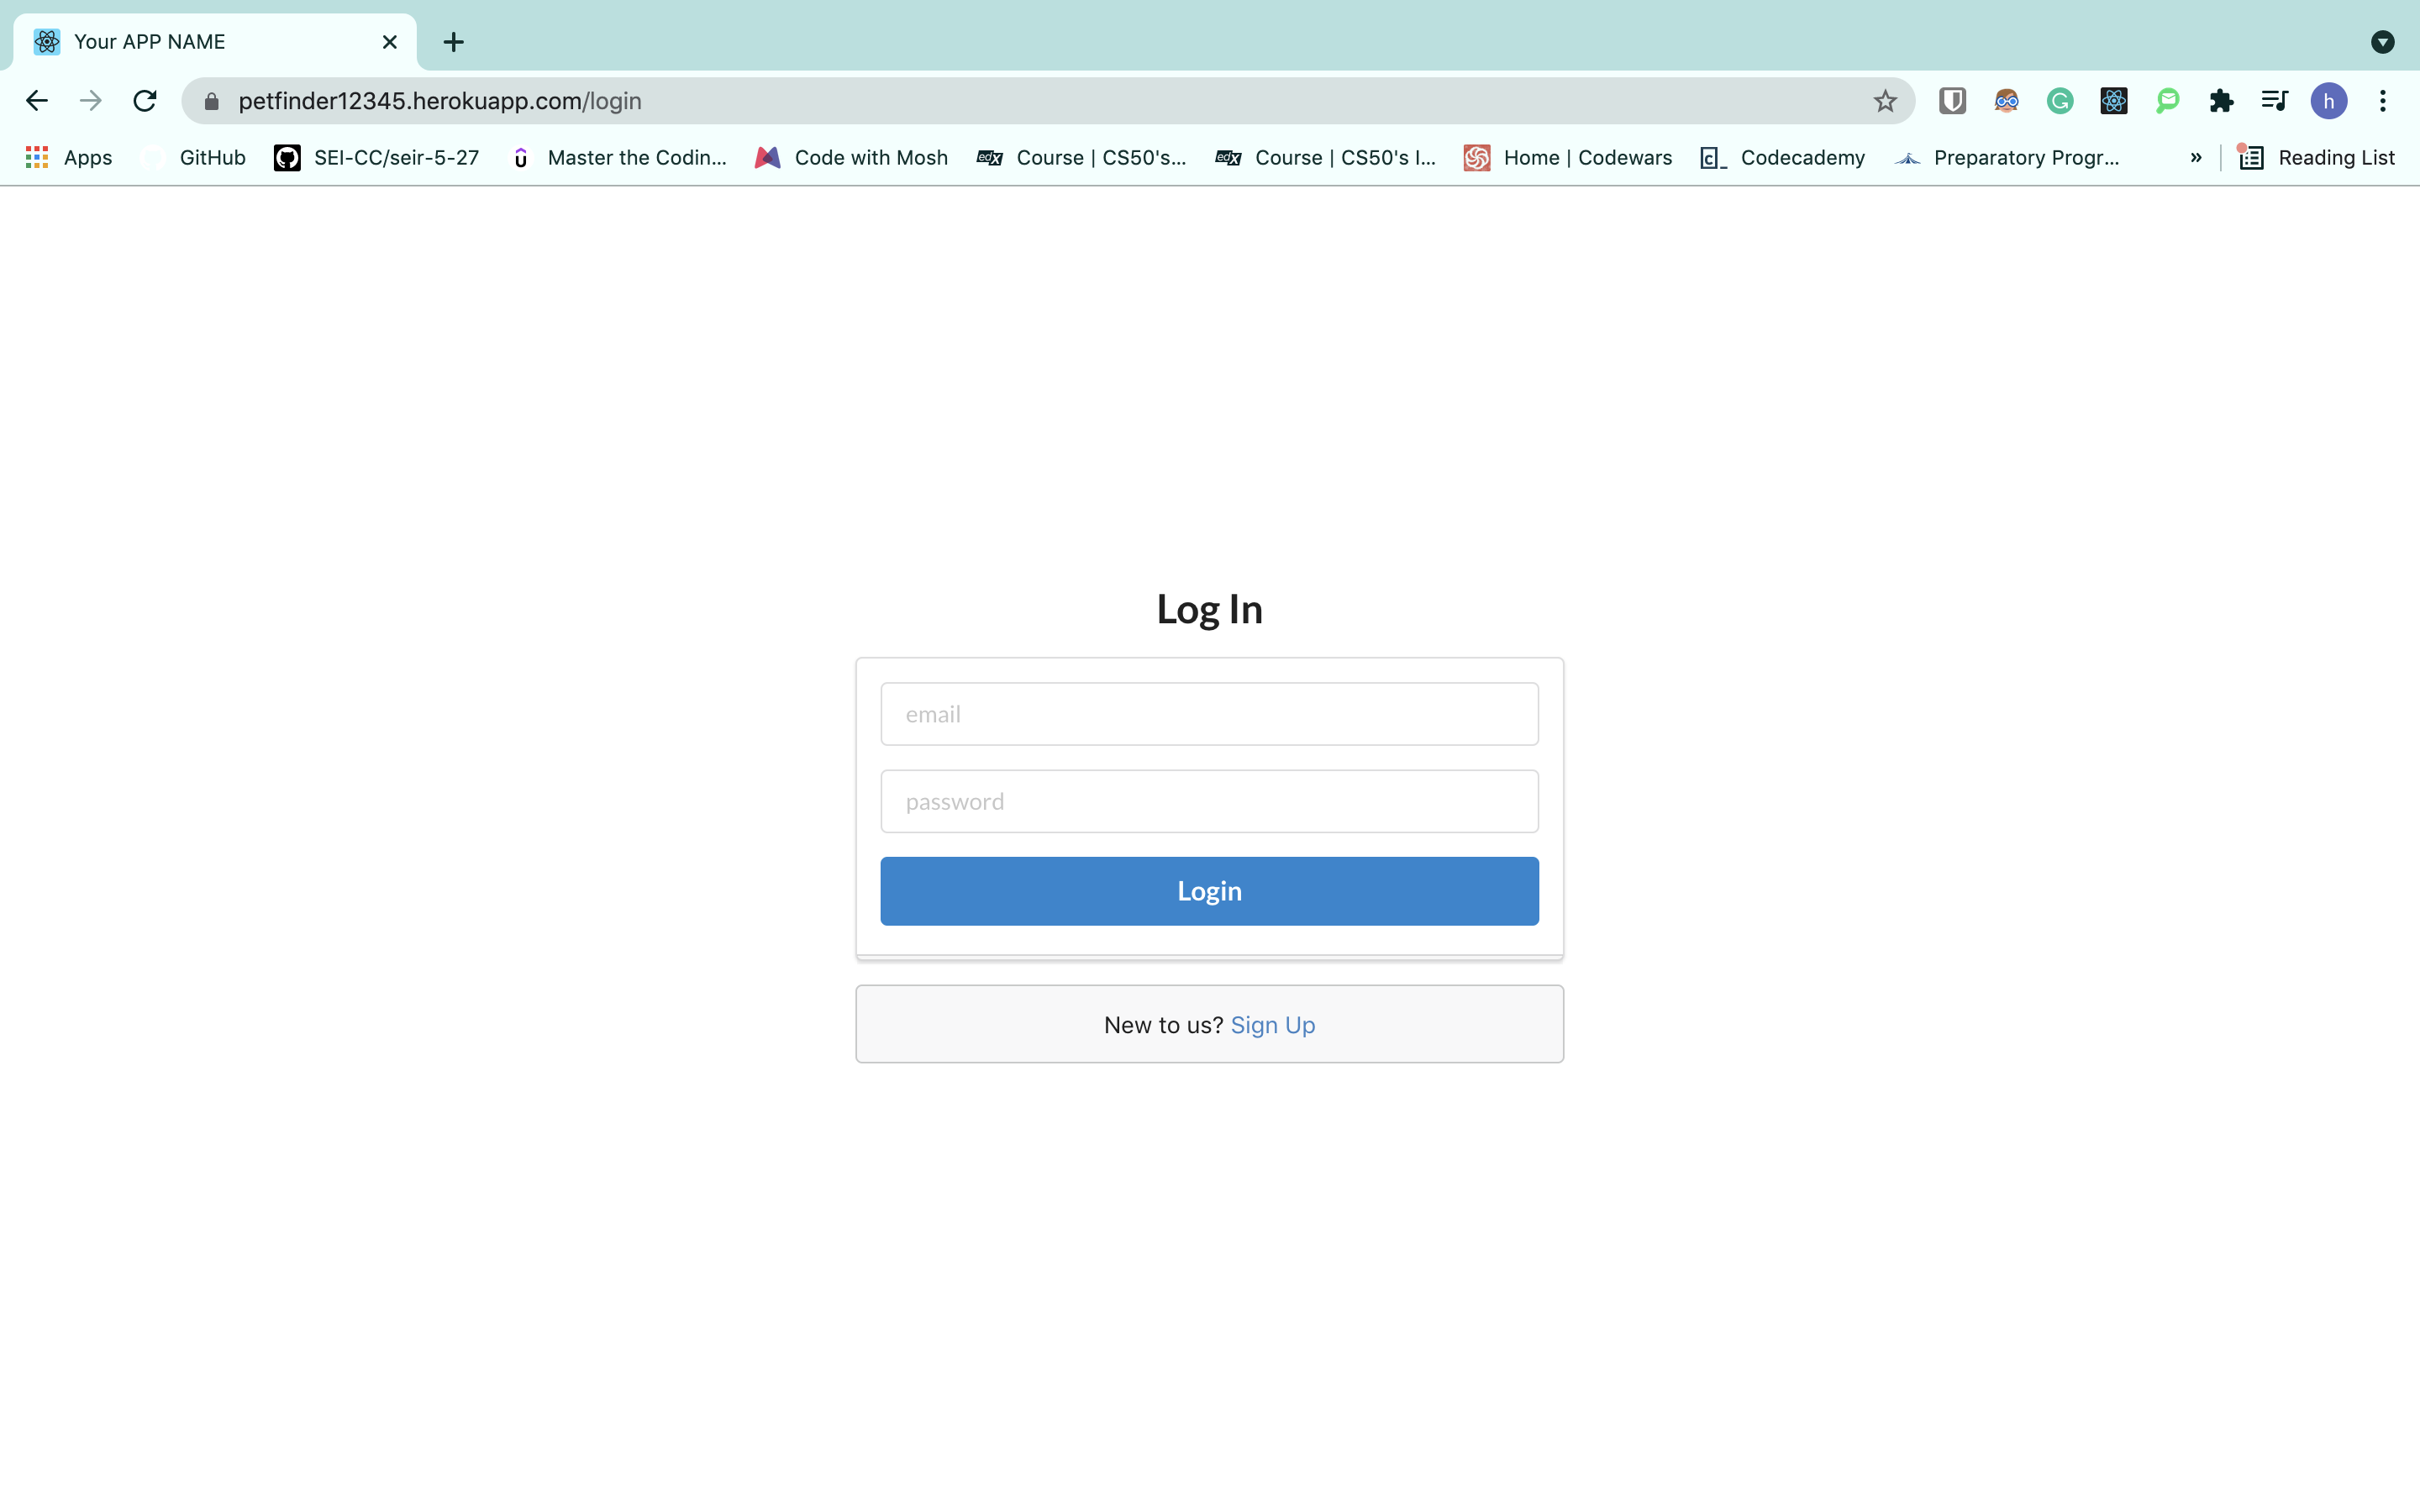 Your APP NAME
petfinder12345.herokuapp.com/login
h
Apps GitHub SEI-CC/seir-5-27 Master the Codin... Code with Mosh edX Course | CS50's... edX Course | CS50's I... Home | Codewars Codecademy Preparatory Progr... » Reading List
Log In
email
password
Login
New to us? Sign Up